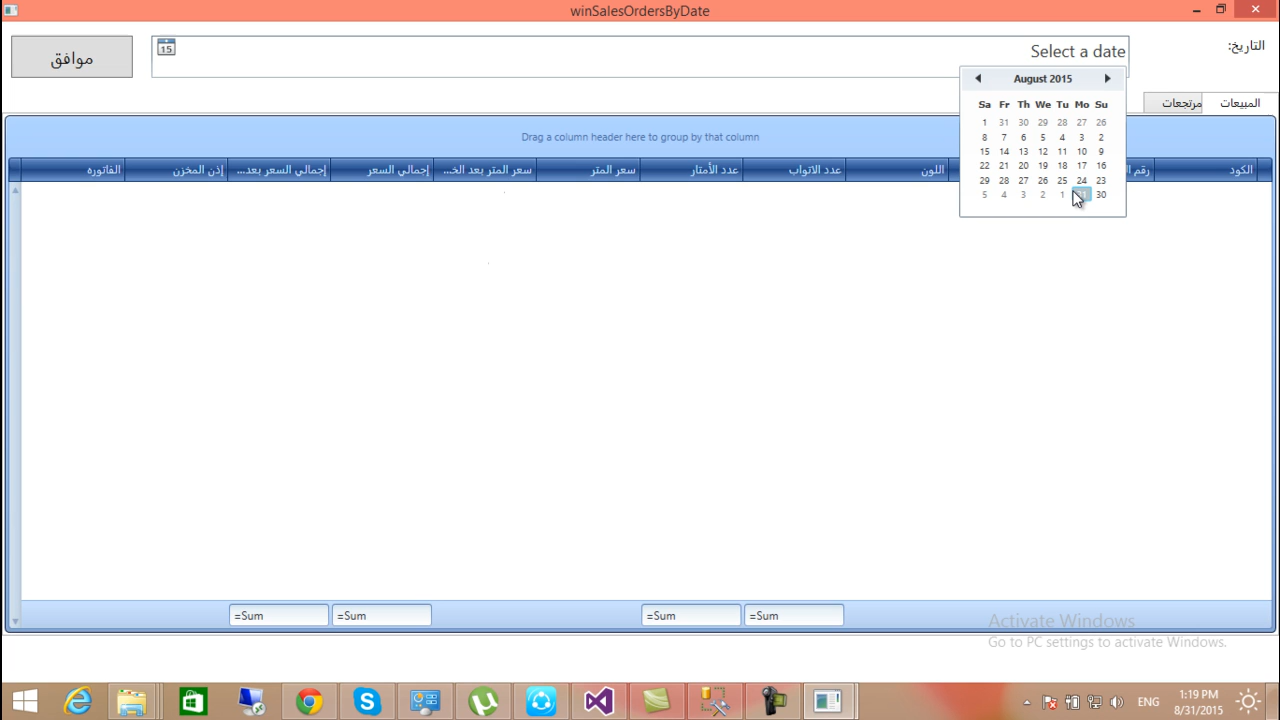 winSalesOrdersByDate
التاريخ:
Select a date
15
موافق
August 2015
Sa Fr Th We Tu Mo Su
1 31 30 29 28 27 26
8 7 6 5 4 3 2
15 14 13 12 11 10 9
22 21 20 19 18 17 16
29 28 27 26 25 24 23
5 4 3 2 1 31 30
المبيعات
مرتجعات
Drag a column header here to group by that column
الكود
رقم
اللون
عدد الاتواب
عدد الأمتار
سعر المتر
سعر المتر بعد الخ...
إجمالي السعر
إجمالي السعر بعد...
إذن المخزن
الفاتوره
=Sum
=Sum
=Sum
=Sum
Activate Windows
Go to PC settings to activate Windows.
ENG
1:19 PM
8/31/2015